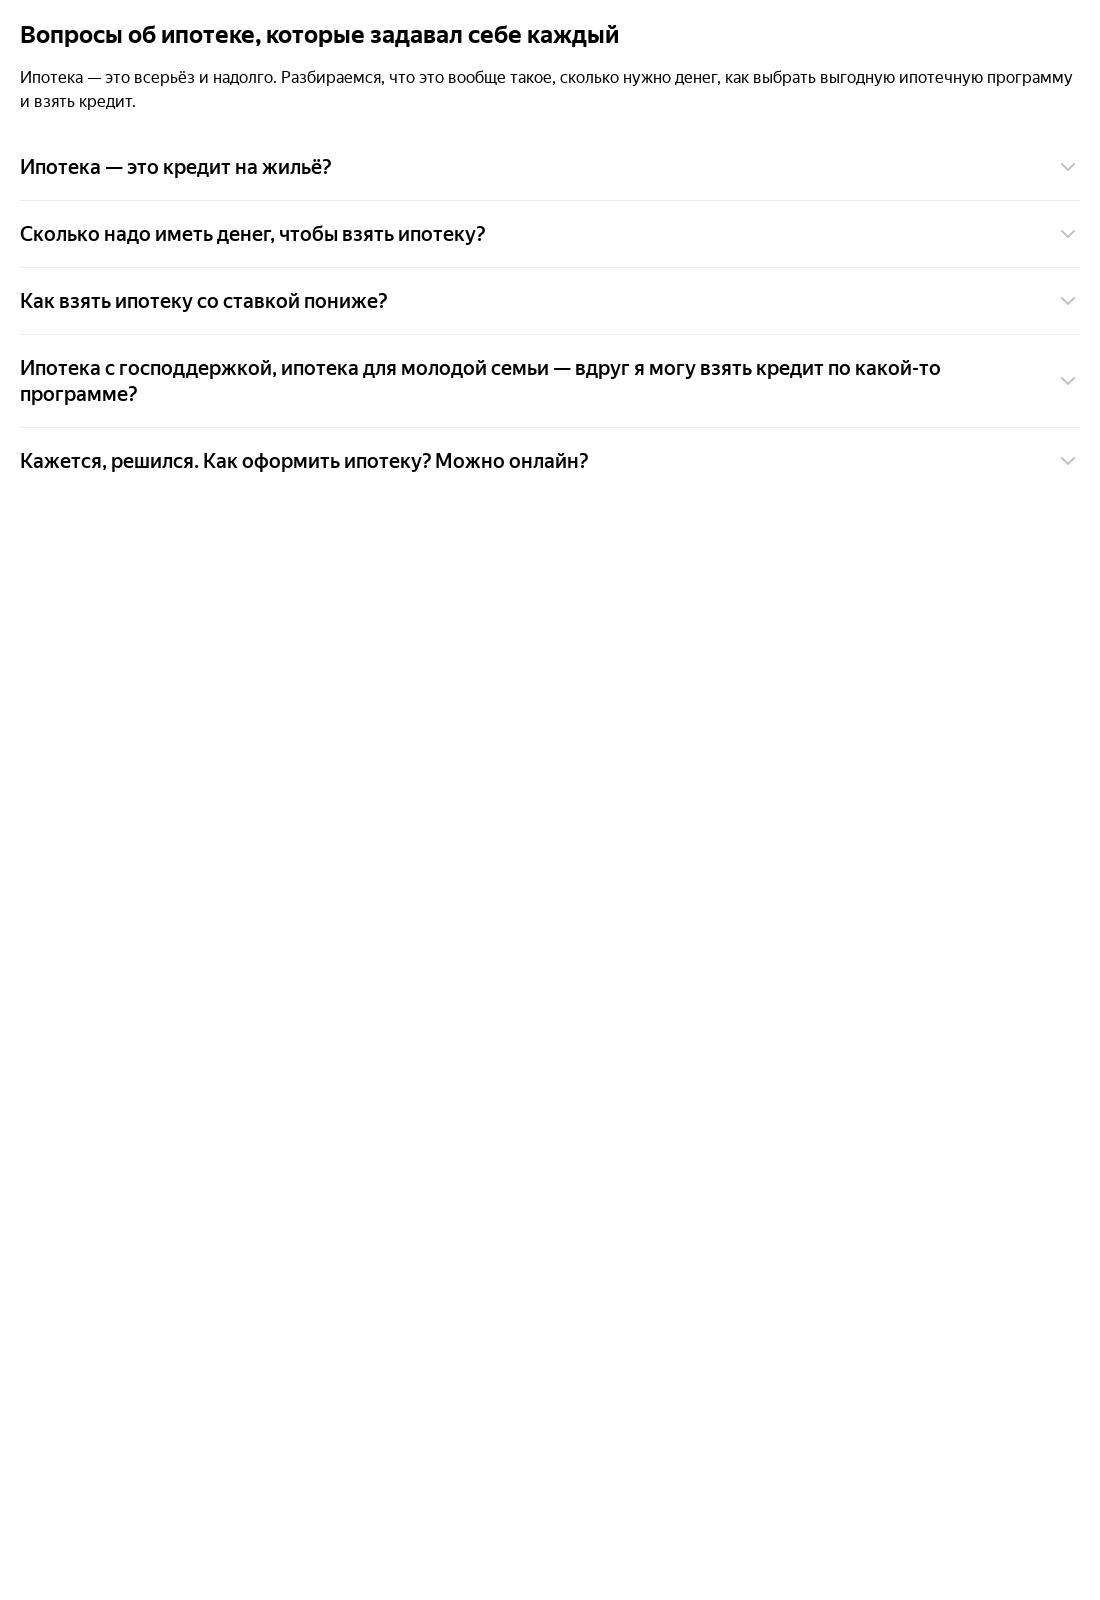 Вопросы об ипотеке, которые задавал себе каждый
Ипотека — это всерьёз и надолго. Разбираемся, что это вообще такое, сколько нужно денег, как выбрать выгодную ипотечную программу
и взять кредит.
Ипотека — это кредит на жильё?
Сколько надо иметь денег, чтобы взять ипотеку?
Как взять ипотеку со ставкой пониже?
Ипотека с господдержкой, ипотека для молодой семьи — вдруг я могу взять кредит по какой-то
программе?
Кажется, решился. Как оформить ипотеку? Можно онлайн?